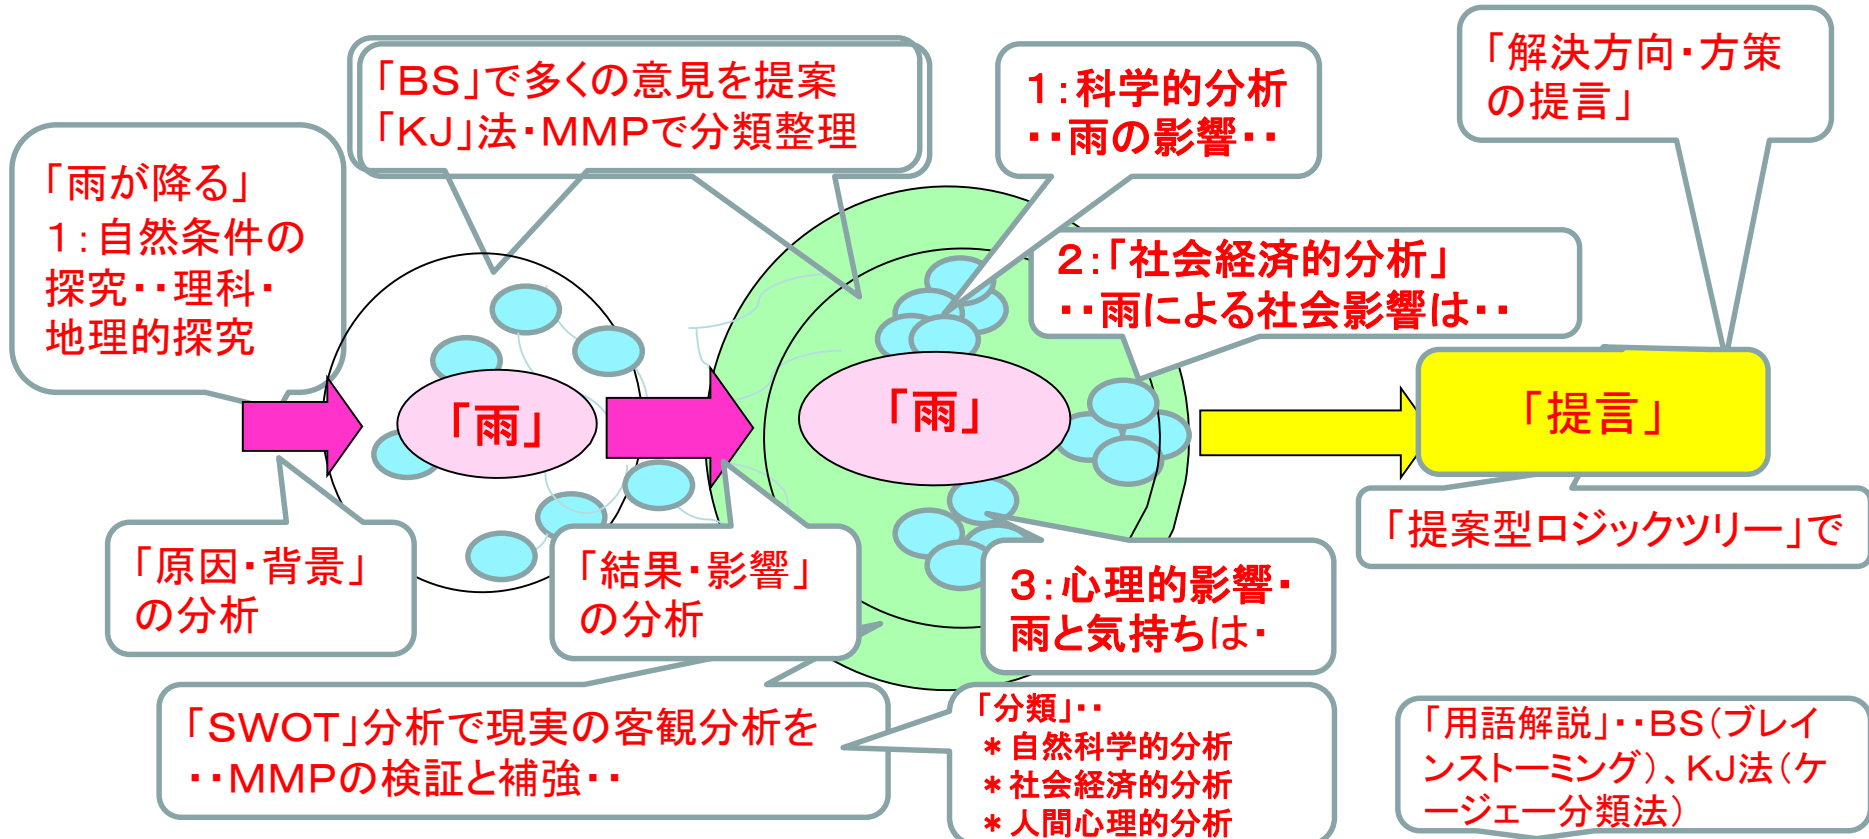 「雨が降る」
1:自然条件の
探究・・理科・
地理的探究
「BS」で多くの意見を提案
「KJ」法・MMPで分類整理
1:科学的分析
・・雨の影響・・
「解決方向・方策
の提言」
2:「社会経済的分析」
・・雨による社会影響は・・
「雨」
「雨」
「提言」
「提案型ロジックツリー」で
「原因・背景」
の分析
「結果・影響」
の分析
3:心理的影響・
雨と気持ちは・
「SWOT」分析で現実の客観分析を
・・MMPの検証と補強・・
「分類」・・
＊自然科学的分析
＊社会経済的分析
＊人間心理的分析
「用語解説」・・BS(ブレイ
ンストーミング)、KJ法(ケ
ージェー分類法)